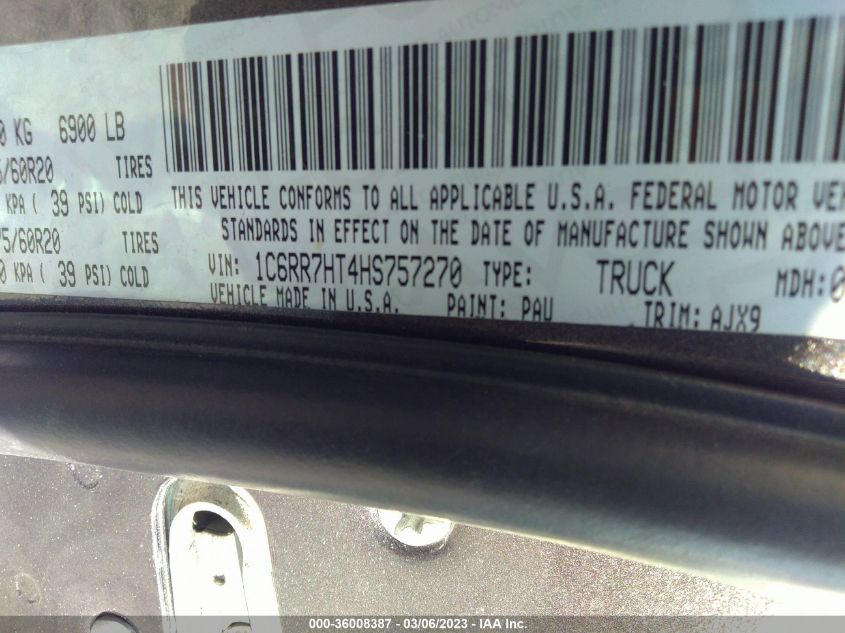 0 KG 6900 LB
/60R20 TIRES
KPA ( 39 PSI) COLD
5/60R20 TIRES
0 KPA ( 39 PSI) COLD
THIS VEHICLE CONFORMS TO ALL APPLICABLE U.S.A. FEDERAL MOTOR VEH
STANDARDS IN EFFECT ON THE DATE OF MANUFACTURE SHOWN ABOVE
VIN: 1C6RR7HT4HS757270 TYPE: TRUCK MDH: 0
VEHICLE MADE IN U.S.A. PAINT: PAU TRIM: AJX9
000-36008387 - 03/06/2023 - IAA Inc.